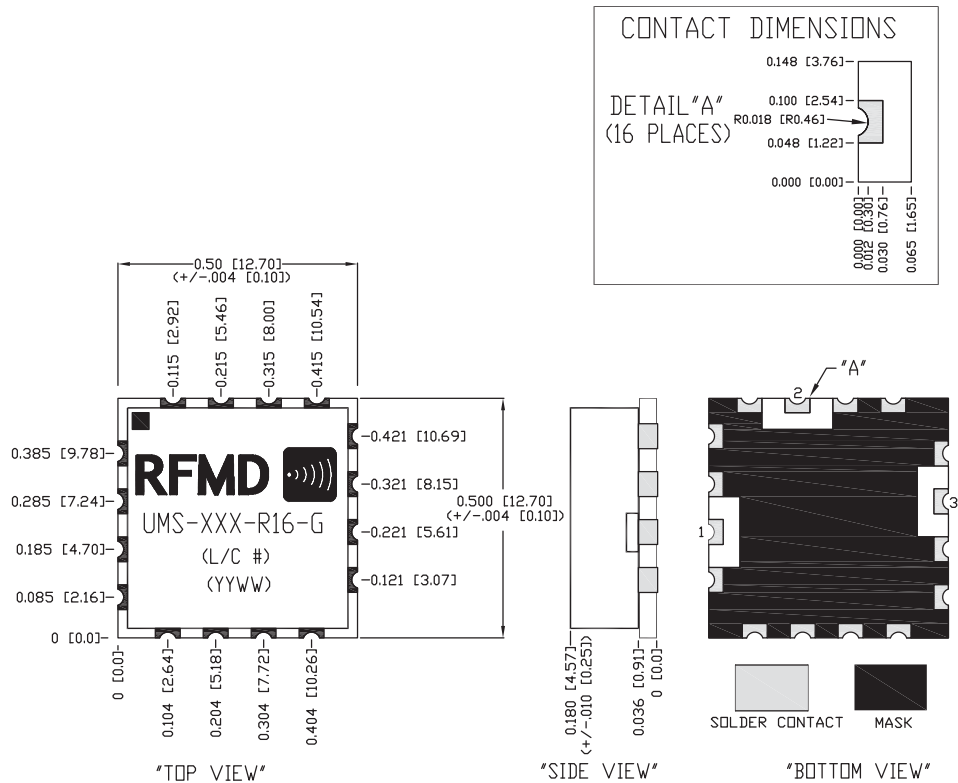 CONTACT DIMENSIONS
0.148 [3.76]
DETAIL"A"
(16 PLACES)
0.100 [2.54]
R0.018 [R0.46]
0.048 [1.22]
0.000 [0.00]
0.000 [0.00]
0.012 [0.30]
0.030 [0.76]
0.065 [1.65]
0.50 [12.70]
(+/-.004 [0.10])
0.115 [2.92]
0.215 [5.46]
0.315 [8.00]
0.415 [10.54]
0.385 [9.78]
0.285 [7.24]
0.185 [4.70]
0.085 [2.16]
0 [0.0]
RFMD
UMS-XXX-R16-G
(L/C #)
(YYWW)
0.421 [10.69]
0.321 [8.15]
0.221 [5.61]
0.121 [3.07]
0.500 [12.70]
(+/-.004 [0.10])
0 [0.0]
0.104 [2.64]
0.204 [5.18]
0.304 [7.72]
0.404 [10.26]
"TOP VIEW"
0.180 [4.57]
(+/-.010 [0.25])
0.036 [0.91]
0 [0.0]
"SIDE VIEW"
"A"
2
1
3
SOLDER CONTACT
MASK
"BOTTOM VIEW"